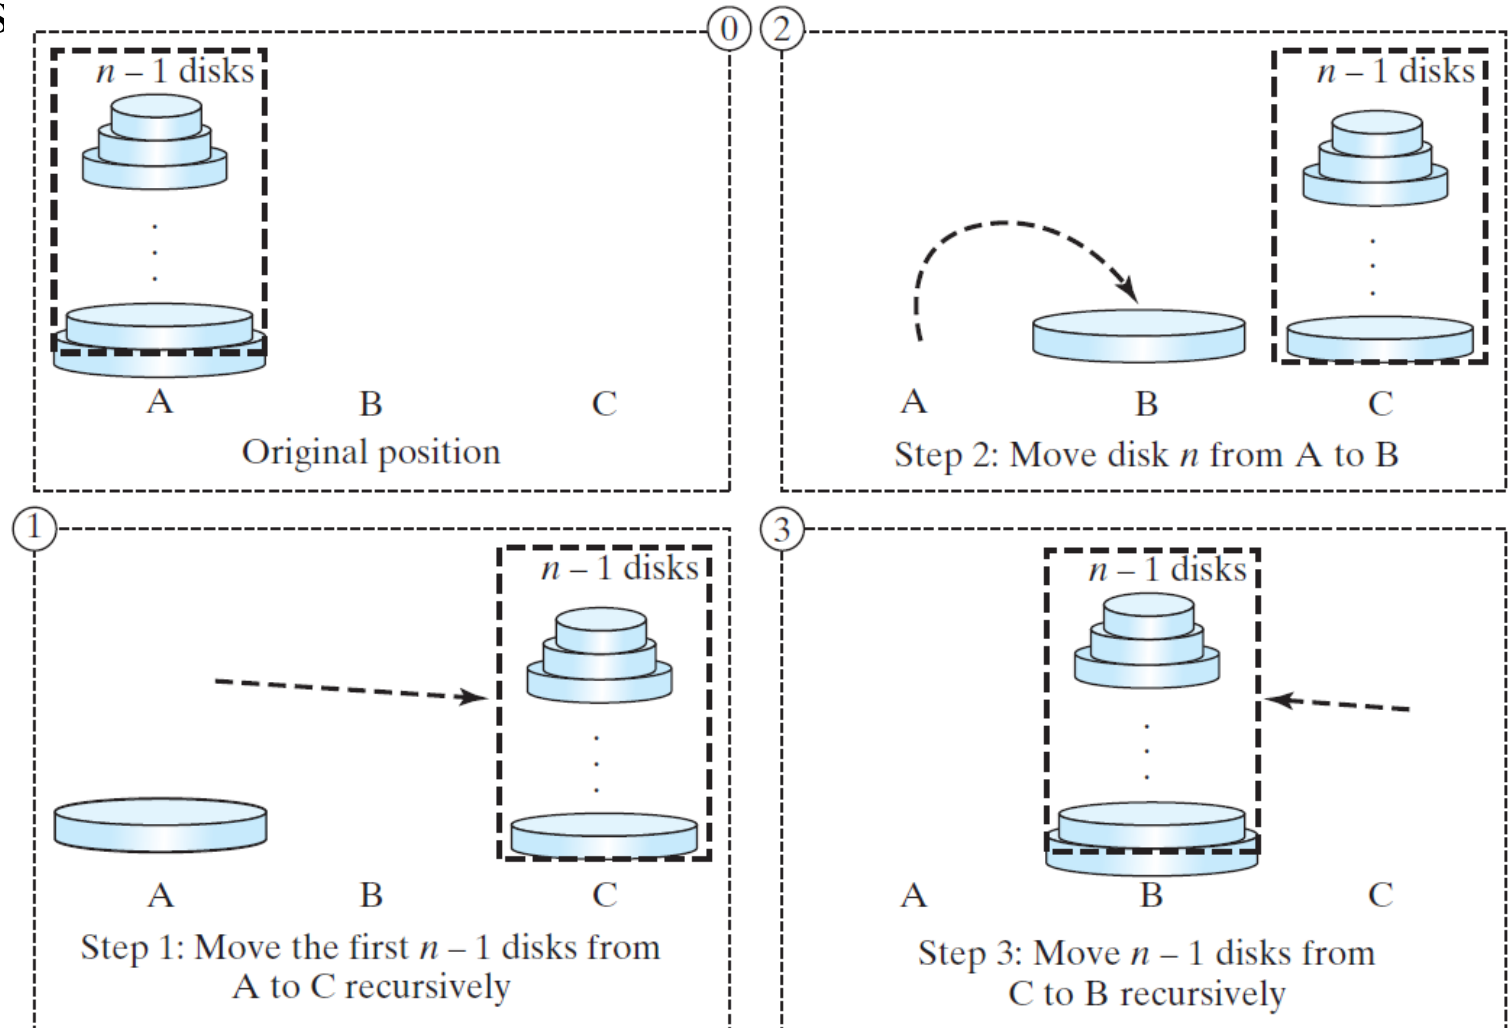 s
0
n – 1 disks
A B C
Original position
2
n – 1 disks
A B C
Step 2: Move disk n from A to B
1
n – 1 disks
A B C
Step 1: Move the first n – 1 disks from
A to C recursively
3
n – 1 disks
A B C
Step 3: Move n – 1 disks from
C to B recursively